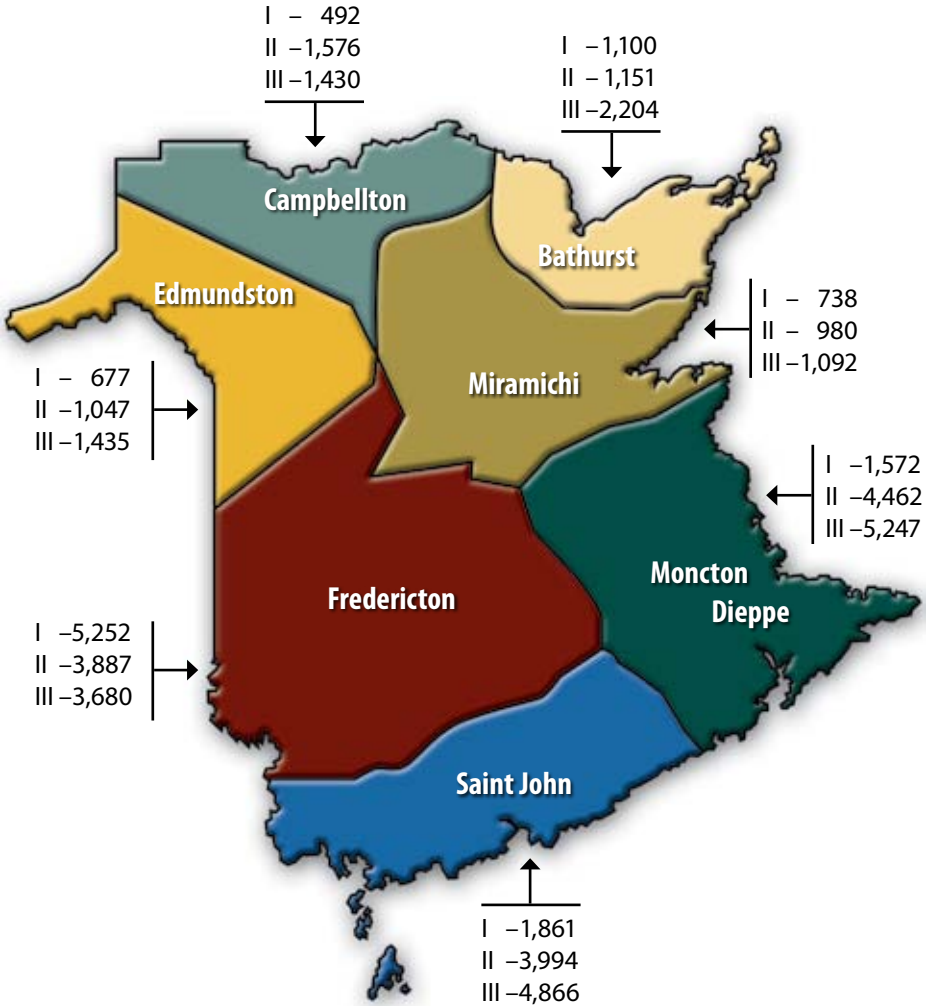 I – 492
II –1,576
III –1,430
I –1,100
II – 1,151
III –2,204
Campbellton
Bathurst
Edmundston
I – 738
II – 980
III –1,092
I – 677
II –1,047
III –1,435
Miramichi
I –1,572
II –4,462
III –5,247
Moncton
Dieppe
Fredericton
I –5,252
II –3,887
III –3,680
Saint John
I –1,861
II –3,994
III –4,866